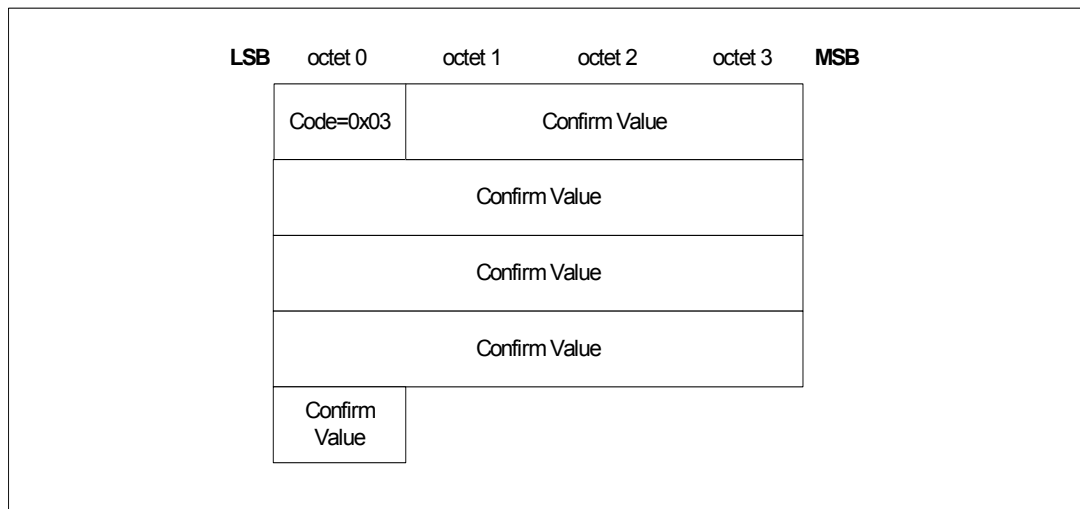 LSB octet 0 octet 1 octet 2 octet 3 MSB
Code=0x03 Confirm Value
Confirm Value
Confirm Value
Confirm Value
Confirm
Value